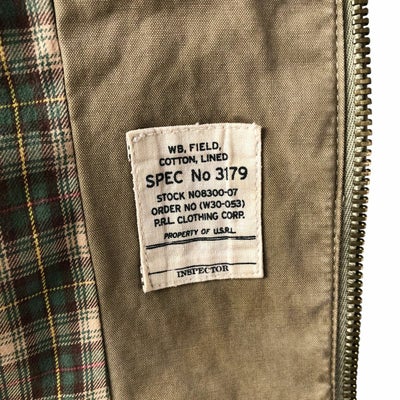 WB, FIELD,
COTTON, LINED
SPEC No 3179
STOCK NO8300-07
ORDER NO (W30-053)
P.R.L. CLOTHING CORP.
PROPERTY OF U.S.R.L.
INSPECTOR